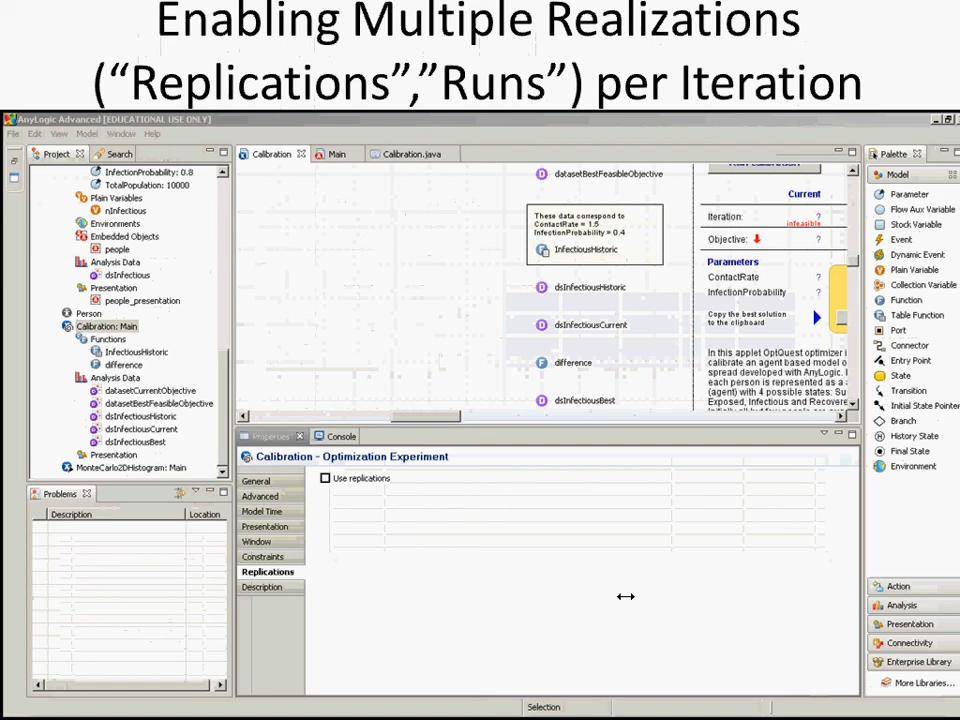 Enabling Multiple Realizations
(“Replications”,”Runs”) per Iteration
AnyLogic Advanced [EDUCATIONAL USE ONLY]
File Edit View Model Window Help
Project
Search
InfectionProbability: 0.8
TotalPopulation: 10000
Plain Variables
nInfectious
Environments
Embedded Objects
people
Analysis Data
dsInfectious
Presentation
people_presentation
Person
Calibration: Main
Functions
InfectiousHistoric
difference
Analysis Data
datasetCurrentObjective
datasetBestFeasibleObjective
dsInfectiousHistoric
dsInfectiousCurrent
dsInfectiousBest
Presentation
MonteCarlo2DHistogram: Main
Problems
Description Location
Calibration
Main
Calibration.java
datasetBestFeasibleObjective
These data correspond to
ContactRate = 1.5
InfectionProbability = 0.4
InfectiousHistoric
dsInfectiousHistoric
dsInfectiousCurrent
difference
dsInfectiousBest
Current
Iteration: ?
infeasible
Objective: ?
Parameters
ContactRate ?
InfectionProbability ?
Copy the best solution
to the clipboard
In this applet OptQuest optimizer i
calibrate an agent based model o
spread developed with AnyLogic.
each person is represented as a
(agent) with 4 possible states: Su
Exposed, Infectious and Recovere
Properties
Console
Calibration - Optimization Experiment
General
Advanced
Model Time
Presentation
Window
Constraints
Replications
Description
Use replications
Palette
Model
Parameter
Flow Aux Variable
Stock Variable
Event
Dynamic Event
Plain Variable
Collection Variable
Function
Table Function
Port
Connector
Entry Point
State
Transition
Initial State Pointer
Branch
History State
Final State
Environment
Action
Analysis
Presentation
Connectivity
Enterprise Library
More Libraries...
Selection